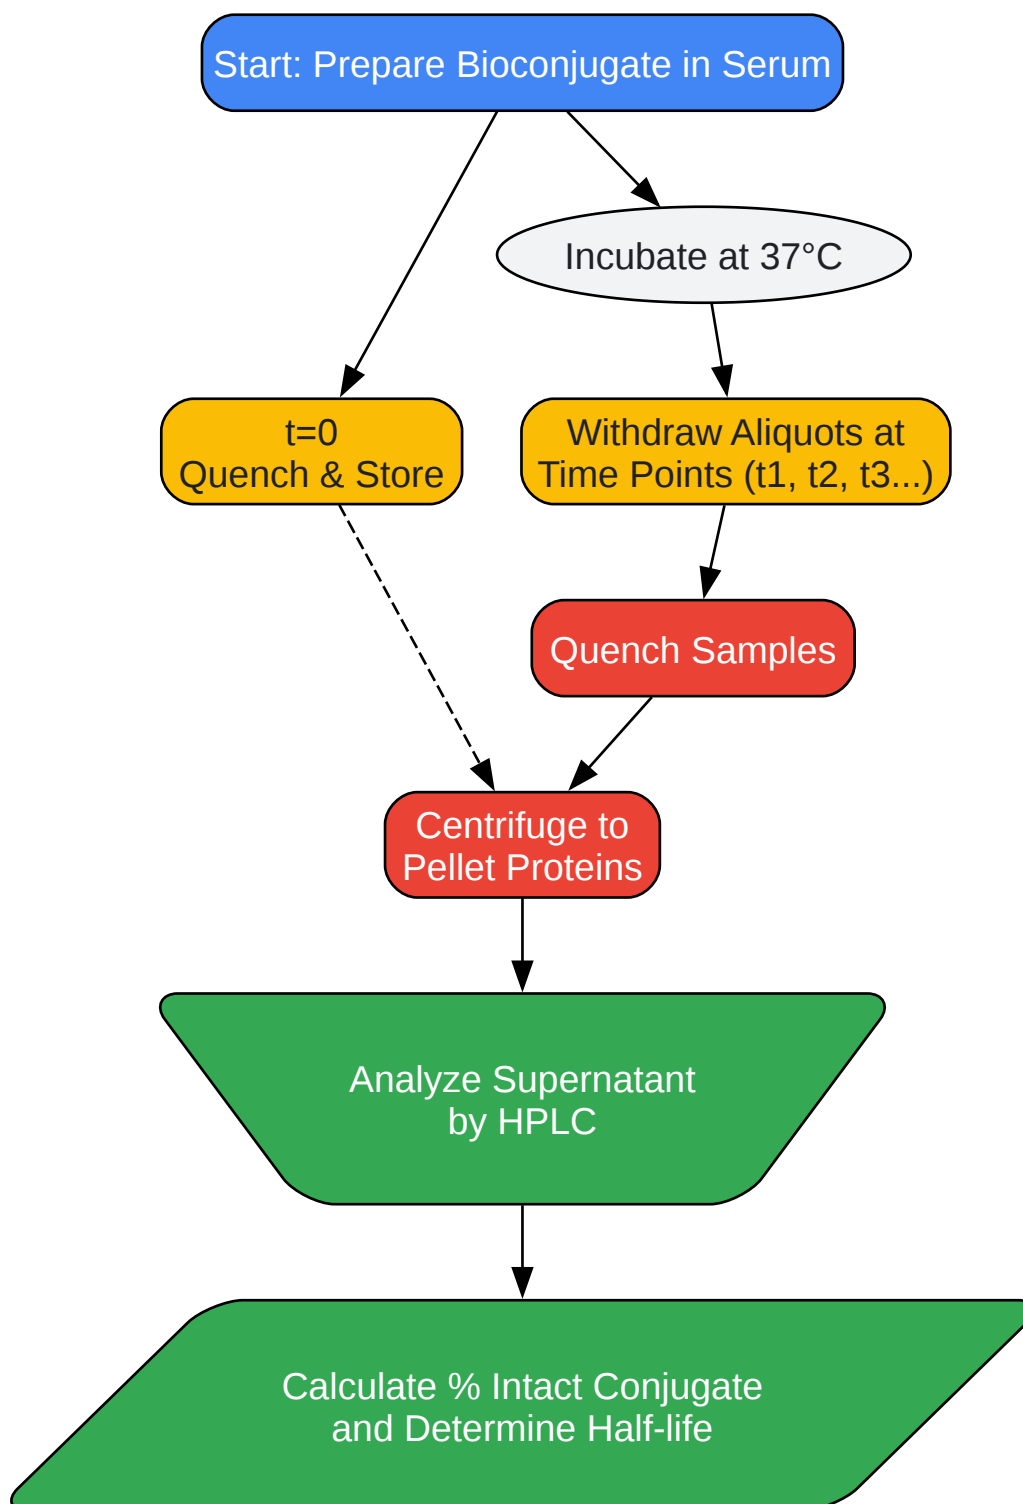 Start: Prepare Bioconjugate in Serum
Incubate at 37°C
t=0
Quench & Store
Withdraw Aliquots at
Time Points (t1, t2, t3...)
Quench Samples
Centrifuge to
Pellet Proteins
Analyze Supernatant
by HPLC
Calculate % Intact Conjugate
and Determine Half-life